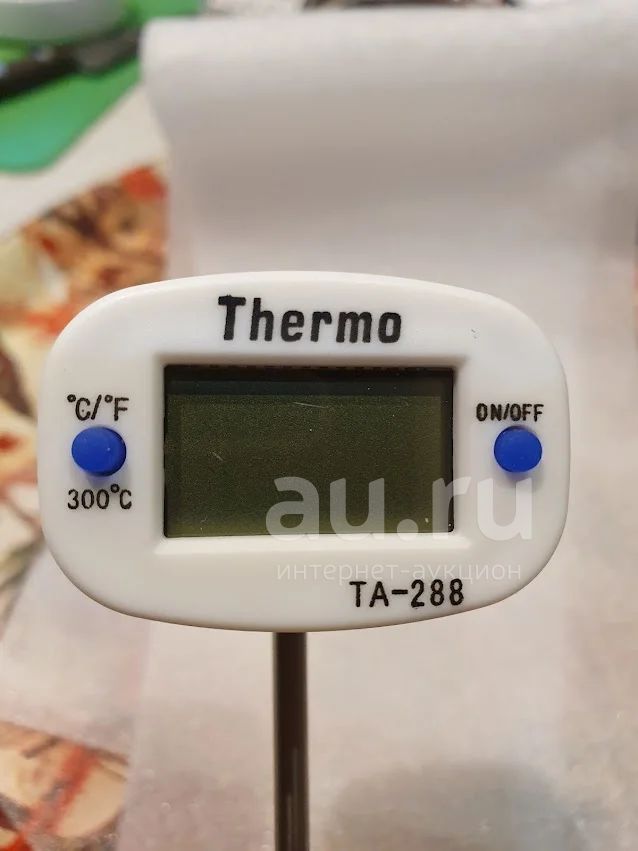 Thermo
°C/°F
ON/OFF
300°C
au.ru
интернет-аукцион
TA-288